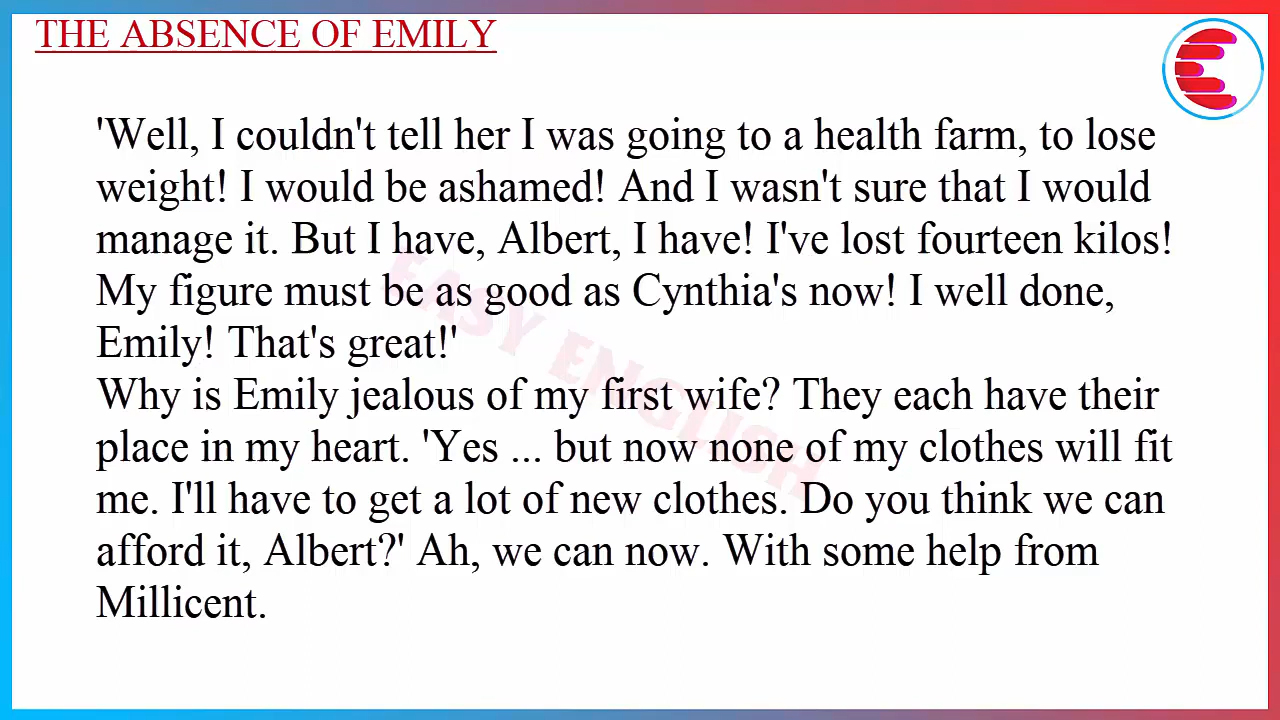 THE ABSENCE OF EMILY
'Well, I couldn't tell her I was going to a health farm, to lose
weight! I would be ashamed! And I wasn't sure that I would
manage it. But I have, Albert, I have! I've lost fourteen kilos!
My figure must be as good as Cynthia's now! I well done,
Emily! That's great!'
Why is Emily jealous of my first wife? They each have their
place in my heart. 'Yes ... but now none of my clothes will fit
me. I'll have to get a lot of new clothes. Do you think we can
afford it, Albert?' Ah, we can now. With some help from
Millicent.
EASY ENGLISH